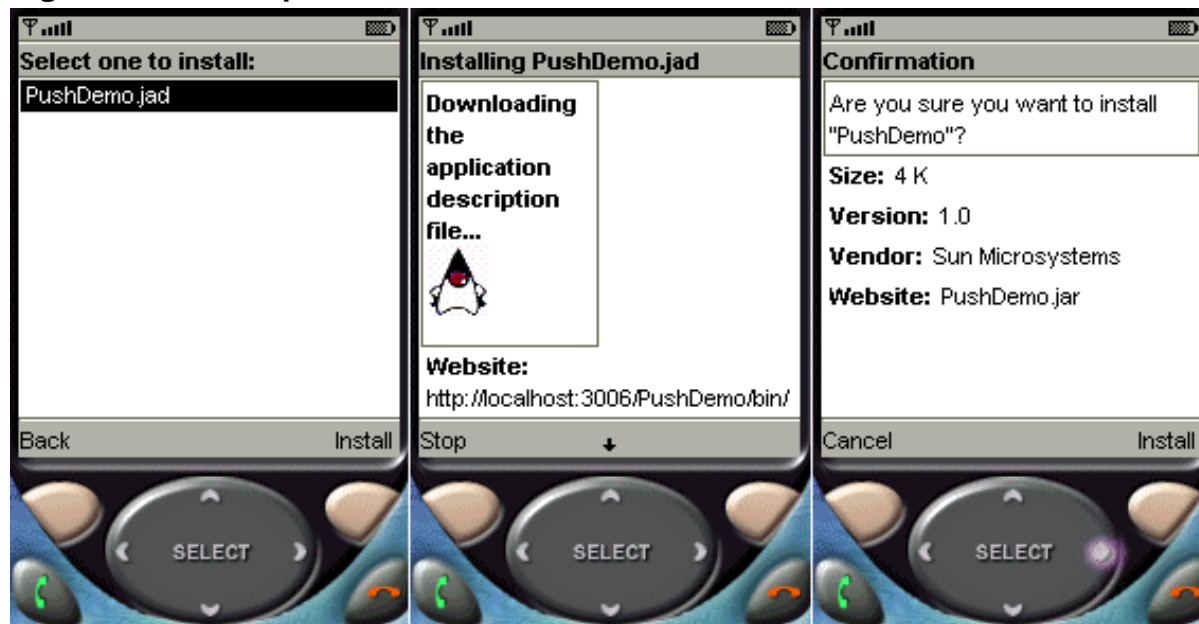 Select one to install:
PushDemo.jad
Back
Install
SELECT
Installing PushDemo.jad
Downloading
the
application
description
file...
Website:
http://localhost:3006/PushDemo/bin/
Stop
SELECT
Confirmation
Are you sure you want to install
"PushDemo"?
Size: 4 K
Version: 1.0
Vendor: Sun Microsystems
Website: PushDemo.jar
Cancel
Install
SELECT